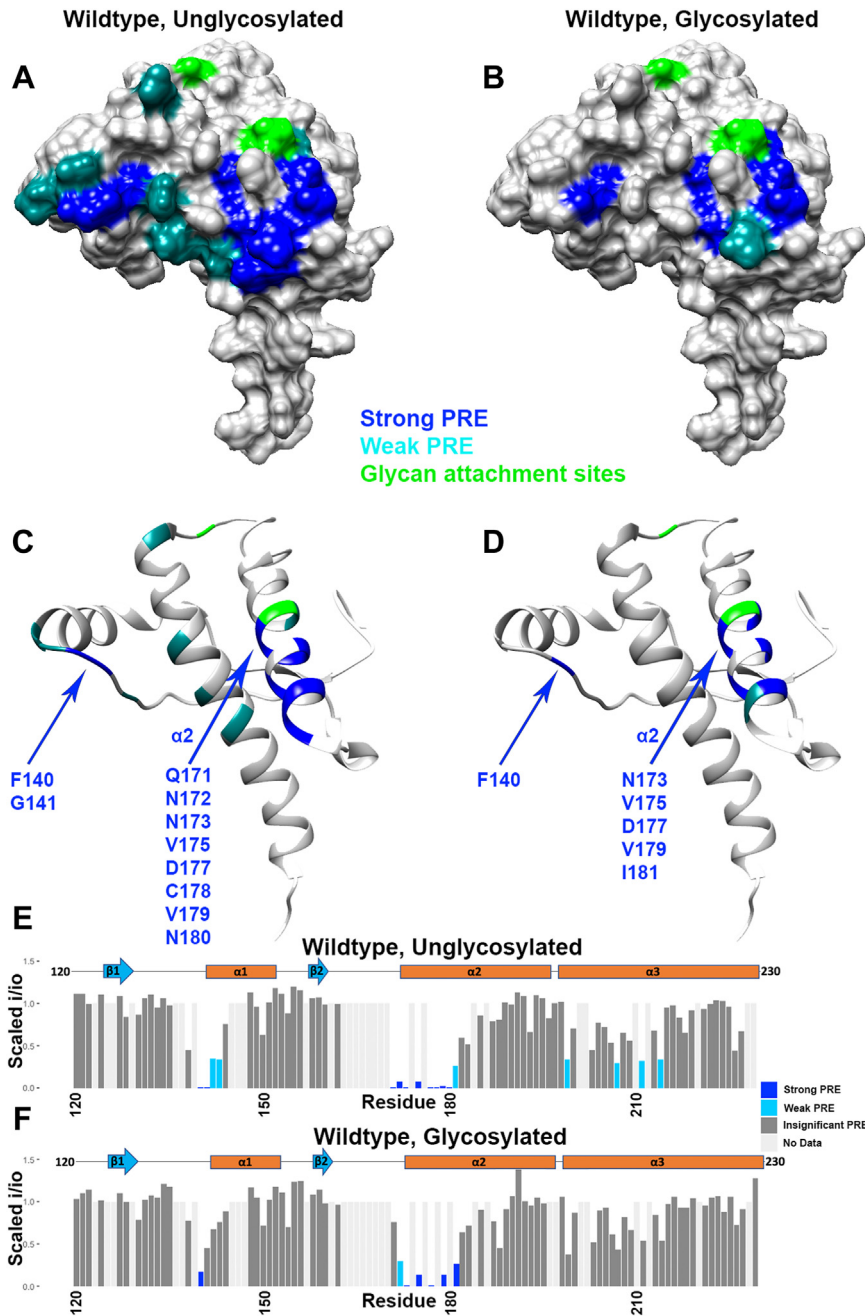 Wildtype, Unglycosylated
Wildtype, Glycosylated
A
B
Strong PRE
Weak PRE
Glycan attachment sites
C
D
α2
F140
G141
Q171
N172
N173
V175
D177
C178
V179
N180
α2
F140
N173
V175
D177
V179
I181
E
Wildtype, Unglycosylated
1.5
120
β1
α1
β2
α2
α3
230
Scaled i/io
1.0
0.5
0.0
120
150
Residue
180
210
Strong PRE
Weak PRE
Insignificant PRE
No Data
F
Wildtype, Glycosylated
1.5
120
β1
α1
β2
α2
α3
230
Scaled i/io
1.0
0.5
0.0
120
150
Residue
180
210